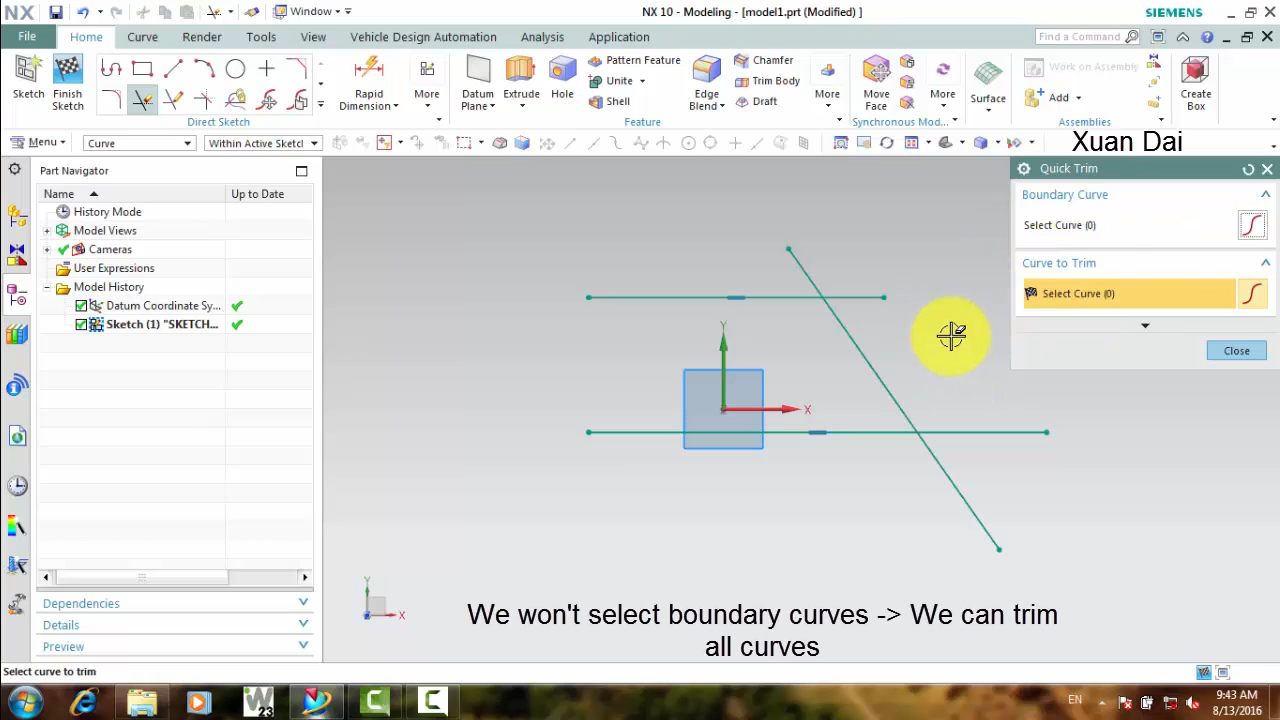 NX
Window
NX 10 - Modeling - [model1.prt (Modified) ]
SIEMENS
File
Home
Curve
Render
Tools
View
Vehicle Design Automation
Analysis
Application
Find a Command
Sketch
Finish
Sketch
Direct Sketch
Rapid
Dimension
More
Datum
Plane
Extrude
Hole
Pattern Feature
Unite
Shell
Feature
Edge
Blend
Chamfer
Trim Body
Draft
More
Move
Face
More
Synchronous Mod...
Surface
Work on Assembly
Add
Assemblies
Create
Box
Menu
Curve
Within Active Sketcl
Xuan Dai
Part Navigator
Name
Up to Date
History Mode
Model Views
Cameras
User Expressions
Model History
Datum Coordinate Sy...
Sketch (1) "SKETCH...
Dependencies
Details
Preview
Quick Trim
Boundary Curve
Select Curve (0)
Curve to Trim
Select Curve (0)
Close
Y
X
Y
X
We won't select boundary curves -> We can trim
all curves
Select curve to trim
W
23
EN
9:43 AM
8/13/2016